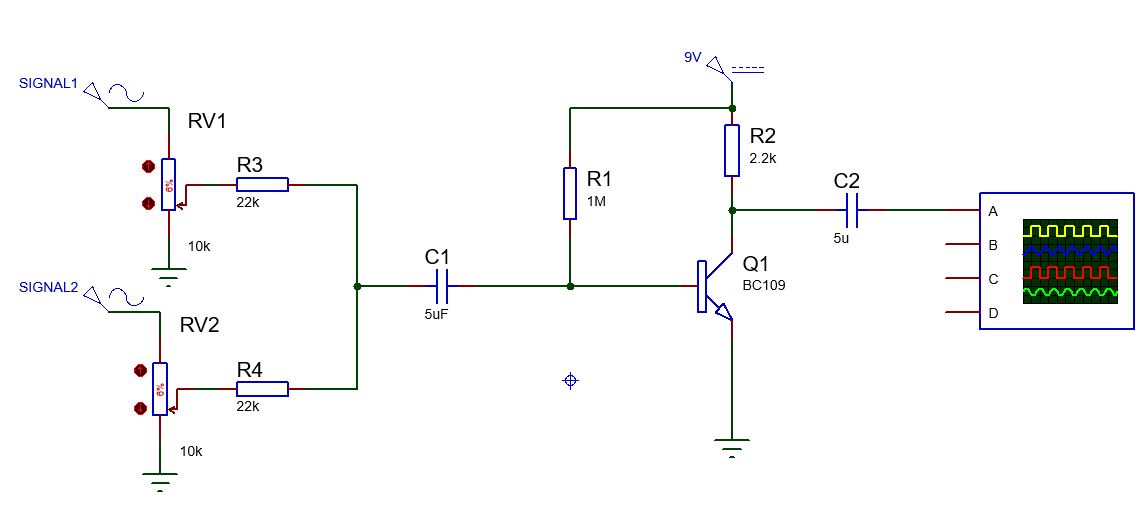 SIGNAL1
RV1
6%
10k
R3
22k
SIGNAL2
RV2
6%
10k
R4
22k
C1
5uF
9V
R1
1M
R2
2.2k
Q1
BC109
C2
5u
A
B
C
D